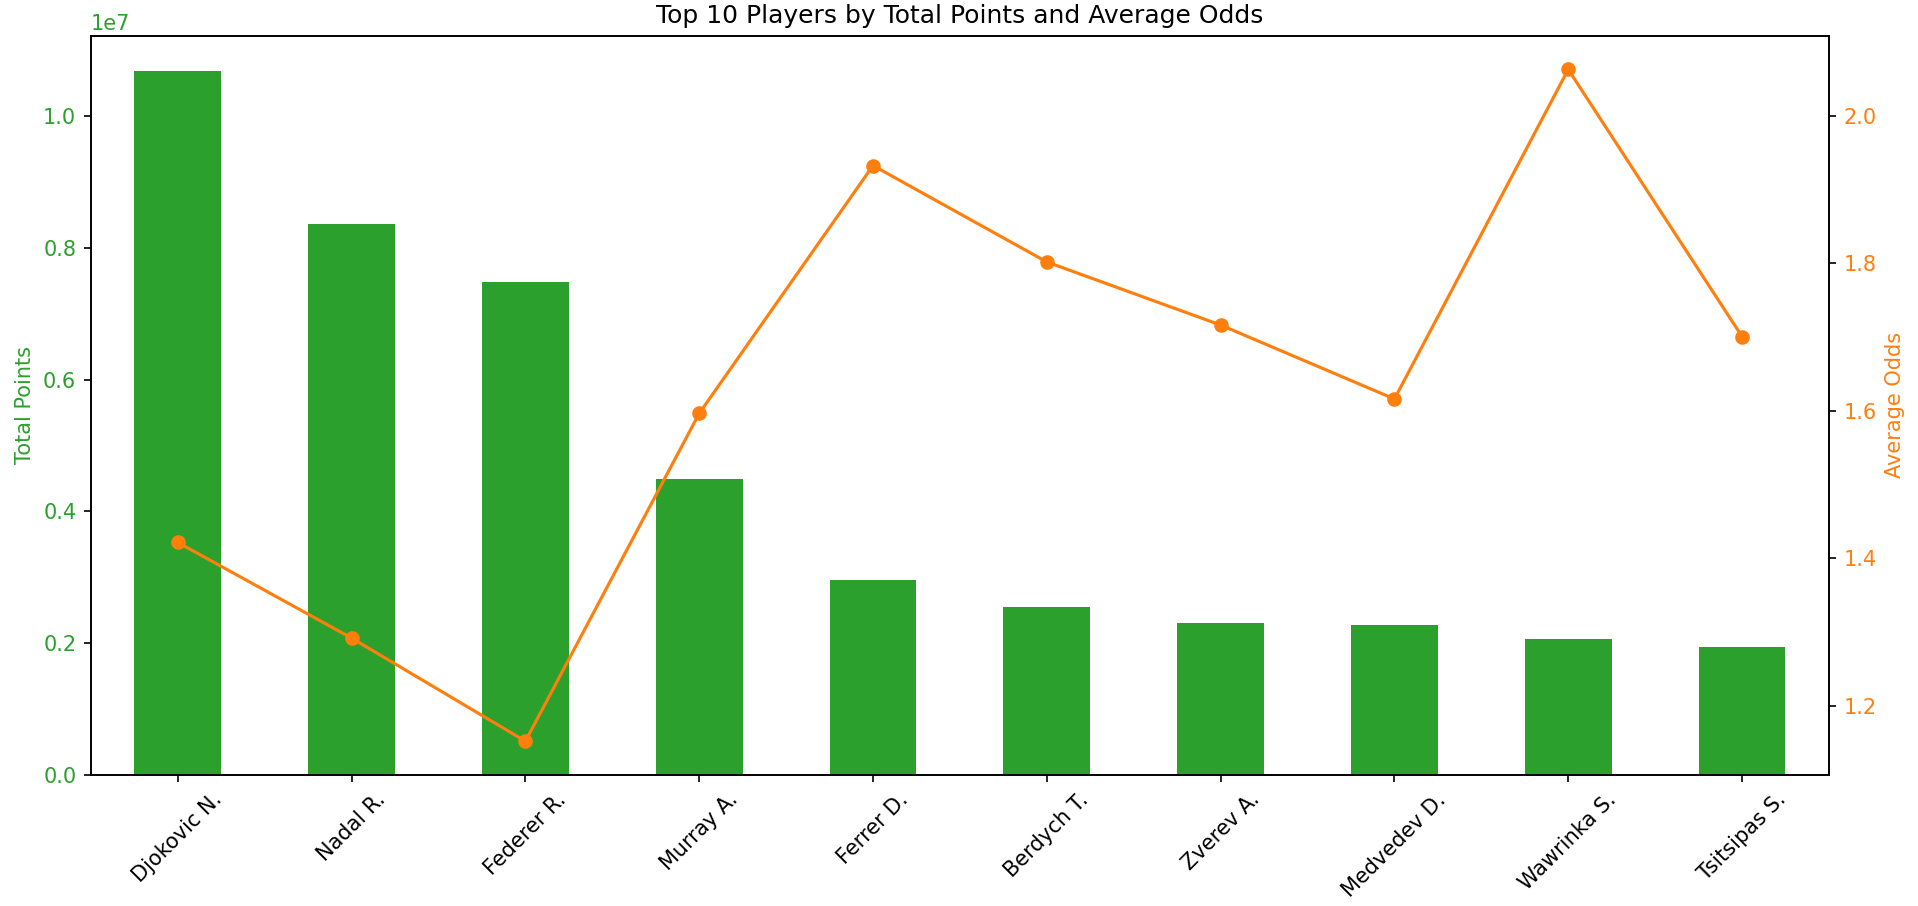 Top 10 Players by Total Points and Average Odds
1e7
1.0
0.8
0.6
0.4
0.2
0.0
Total Points
2.0
1.8
1.6
1.4
1.2
Average Odds
Djokovic N.
Nadal R.
Federer R.
Murray A.
Ferrer D.
Berdych T.
Zverev A.
Medvedev D.
Wawrinka S.
Tsitsipas S.